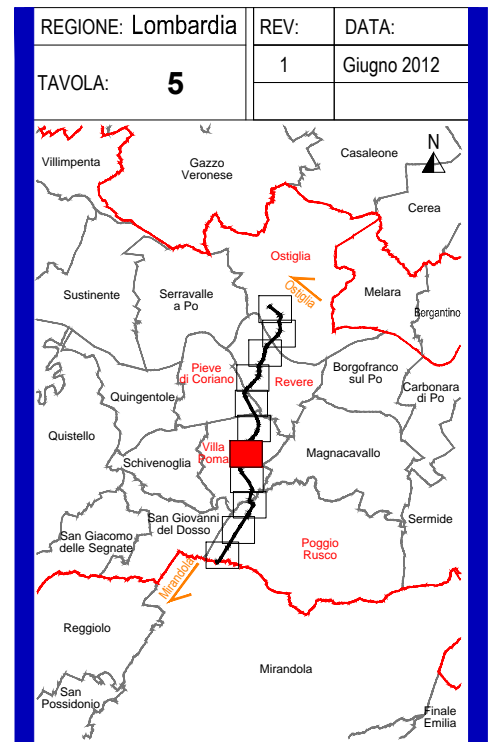 REGIONE: Lombardia
REV:
DATA:
TAVOLA: 5
1
Giugno 2012
N
Villimpenta
Gazzo
Veronese
Casaleone
Cerea
Ostiglia
Ostiglia
Sustinente
Serravalle
a Po
Melara
Bergantino
Pieve
di Coriano
Revere
Borgofranco
sul Po
Carbonara
di Po
Quingentole
Quistello
Schivenoglia
Villa
Poma
Magnacavallo
San Giovanni
del Dosso
Sermide
San Giacomo
delle Segnate
Poggio
Rusco
Mirandola
Reggiolo
Mirandola
San
Possidonio
Finale
Emilia